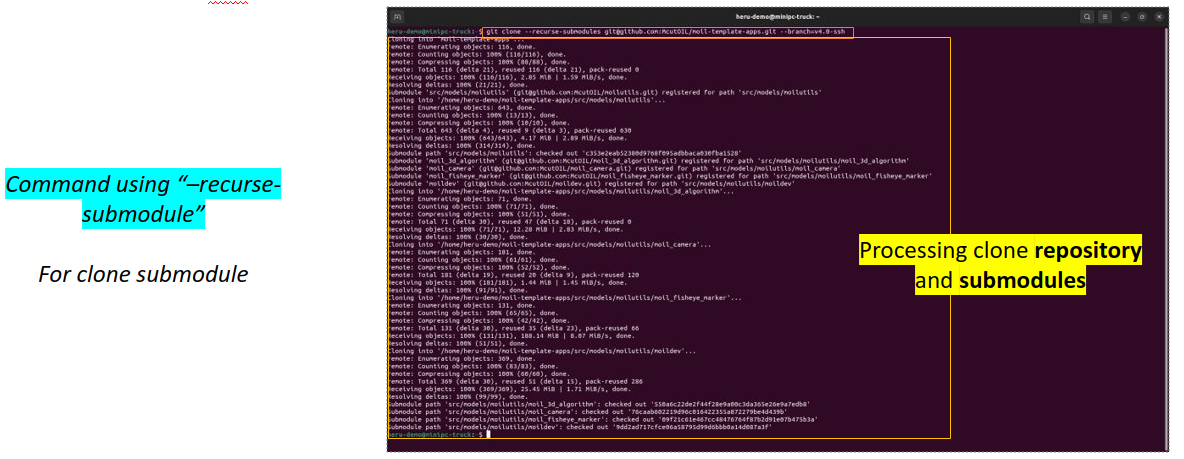 heru-demo@minipc-truck: ~
heru-demo@minipc-truck: $ git clone --recurse-submodules git@github.com:McutOIL/moil-template-apps.git --branch=v4.0-ssh
Cloning into 'moil-template-apps'...
remote: Enumerating objects: 116, done.
remote: Counting objects: 100% (116/116), done.
remote: Compressing objects: 100% (80/80), done.
remote: Total 116 (delta 21), reused 116 (delta 21), pack-reused 0
Receiving objects: 100% (116/116), 2.05 MiB | 1.59 MiB/s, done.
Resolving deltas: 100% (21/21), done.
Submodule 'src/models/moilutils' (git@github.com:McutOIL/moilutils.git) registered for path 'src/models/moilutils'
Cloning into '/home/heru-demo/moil-template-apps/src/models/moilutils'...
remote: Enumerating objects: 643, done.
remote: Counting objects: 100% (13/13), done.
remote: Compressing objects: 100% (10/10), done.
remote: Total 643 (delta 4), reused 9 (delta 3), pack-reused 630
Receiving objects: 100% (643/643), 4.17 MiB | 2.09 MiB/s, done.
Resolving deltas: 100% (314/314), done.
Submodule path 'src/models/moilutils': checked out
Submodule 'moil_3d_algorithm' (git@github.com:McutOIL/moil_3d_algorithm.git) registered for path 'src/models/moilutils/moil_3d_algorithm'
Submodule 'moil_camera' (git@github.com:McutOIL/moil_camera.git) registered for path 'src/models/moilutils/moil_camera'
Submodule 'moil_fisheye_marker' (git@github.com:McutOIL/moil_fisheye_marker.git) registered for path 'src/models/moilutils/moil_fisheye_marker'
Submodule 'moildev' (git@github.com:McutOIL/moildev.git) registered for path 'src/models/moilutils/moildev'
Cloning into '/home/heru-demo/moil-template-apps/src/models/moilutils/moil_3d_algorithm'...
remote: Enumerating objects: 71, done.
remote: Counting objects: 100% (71/71), done.
remote: Compressing objects: 100% (51/51), done.
remote: Total 71 (delta 30), reused 47 (delta 18), pack-reused 0
Receiving objects: 100% (71/71), 12.28 MiB | 2.83 MiB/s, done.
Resolving deltas: 100% (30/30), done.
Cloning into '/home/heru-demo/moil-template-apps/src/models/moilutils/moil_camera'...
remote: Enumerating objects: 181, done.
remote: Counting objects: 100% (61/61), done.
remote: Compressing objects: 100% (52/52), done.
remote: Total 181 (delta 19), reused 20 (delta 9), pack-reused 120
Receiving objects: 100% (181/181), 1.44 MiB | 1.45 MiB/s, done.
Resolving deltas: 100% (91/91), done.
Cloning into '/home/heru-demo/moil-template-apps/src/models/moilutils/moil_fisheye_marker'...
remote: Enumerating objects: 131, done.
remote: Counting objects: 100% (65/65), done.
remote: Compressing objects: 100% (42/42), done.
remote: Total 131 (delta 30), reused 35 (delta 23), pack-reused 66
Receiving objects: 100% (131/131), 188.14 MiB | 8.07 MiB/s, done.
Resolving deltas: 100% (51/51), done.
Cloning into '/home/heru-demo/moil-template-apps/src/models/moilutils/moildev'...
remote: Enumerating objects: 369, done.
remote: Counting objects: 100% (83/83), done.
remote: Compressing objects: 100% (60/60), done.
remote: Total 369 (delta 30), reused 51 (delta 15), pack-reused 286
Receiving objects: 100% (369/369), 25.45 MiB | 1.71 MiB/s, done.
Resolving deltas: 100% (99/99), done.
Submodule path 'src/models/moilutils/moil_3d_algorithm': checked out
Submodule path 'src/models/moilutils/moil_camera': checked out
Submodule path 'src/models/moilutils/moil_fisheye_marker': checked out
Submodule path 'src/models/moilutils/moildev': checked out
heru-demo@minipc-truck: $
Command using “–recurse-
submodule”
For clone submodule
Processing clone repository
and submodules